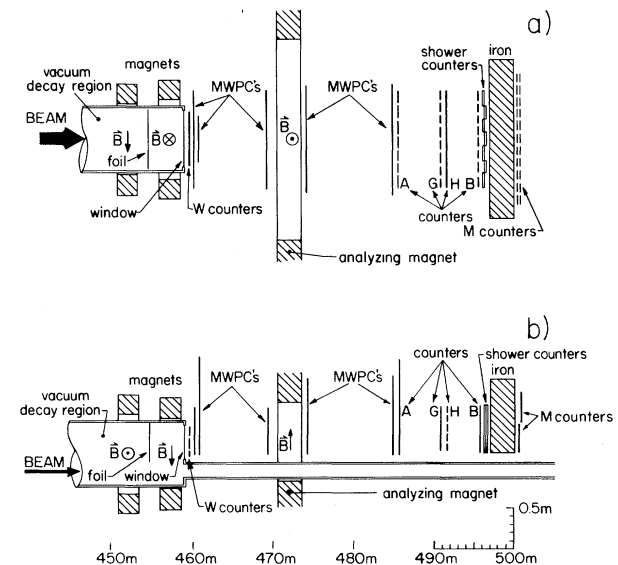 a)
vacuum
decay region
magnets
MWPC's
MWPC's
shower
counters
iron
BEAM
B⃗ ↓
B⃗ ⊗
B⃗
⊙
foil
window
W counters
A
G
H
B
counters
M counters
analyzing magnet
b)
vacuum
decay region
magnets
MWPC's
MWPC's
counters
shower counters
iron
A
G
H
B
M counters
B⃗ ⊙
B⃗ ↓
B⃗ ↑
BEAM
foil
window
W counters
analyzing magnet
0.5m
450m
460m
470m
480m
490m
500m